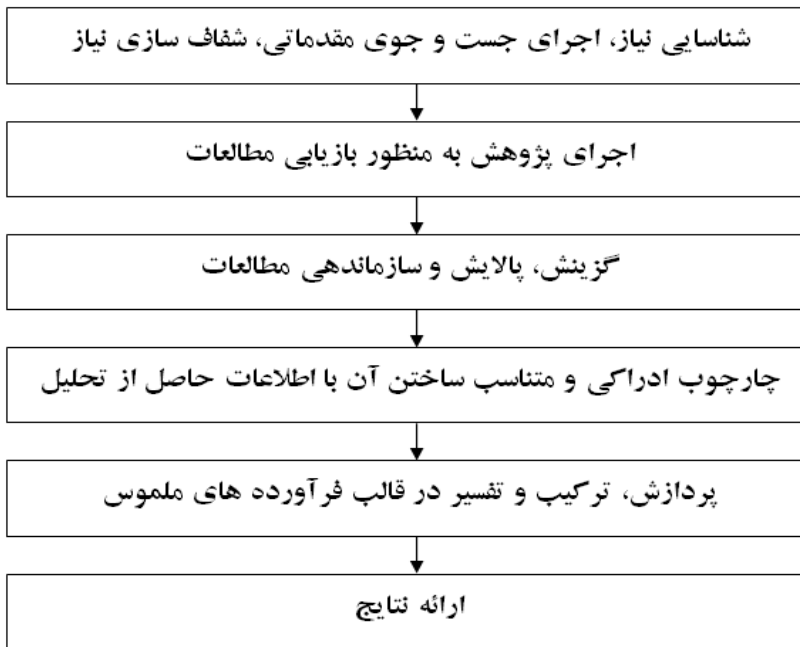 شناسایی نیاز، اجرای جست و جوی مقدماتی، شفاف سازی نیاز
اجرای پژوهش به منظور بازیابی مطالعات
گزینش، پالایش و سازماندهی مطالعات
چارچوب ادراکی و متناسب ساختن آن با اطلاعات حاصل از تحلیل
پردازش، ترکیب و تفسیر در قالب فرآورده های ملموس
ارائه نتایج